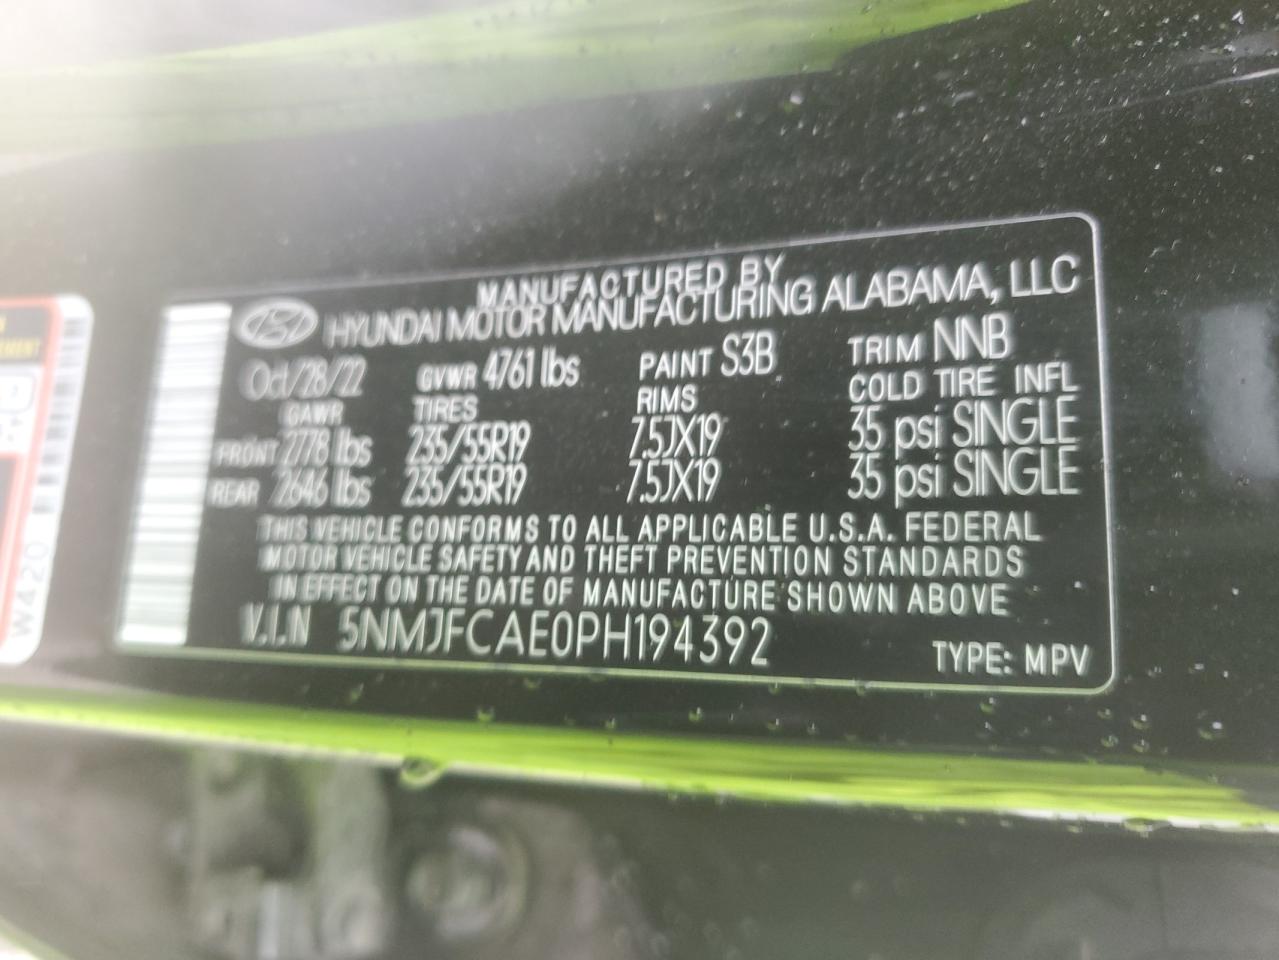 MANUFACTURED BY
HYUNDAI MOTOR MANUFACTURING ALABAMA, LLC
Oct/28/22 GVWR 4761 lbs PAINT S3B TRIM NNB
GAWR TIRES RIMS COLD TIRE INFL
FRONT 2778 lbs 235/55R19 7.5JX19 35 psi SINGLE
REAR 2646 lbs 235/55R19 7.5JX19 35 psi SINGLE
THIS VEHICLE CONFORMS TO ALL APPLICABLE U.S.A. FEDERAL
MOTOR VEHICLE SAFETY AND THEFT PREVENTION STANDARDS
IN EFFECT ON THE DATE OF MANUFACTURE SHOWN ABOVE
V.I.N 5NMJFCAE0PH194392
TYPE: MPV
W420